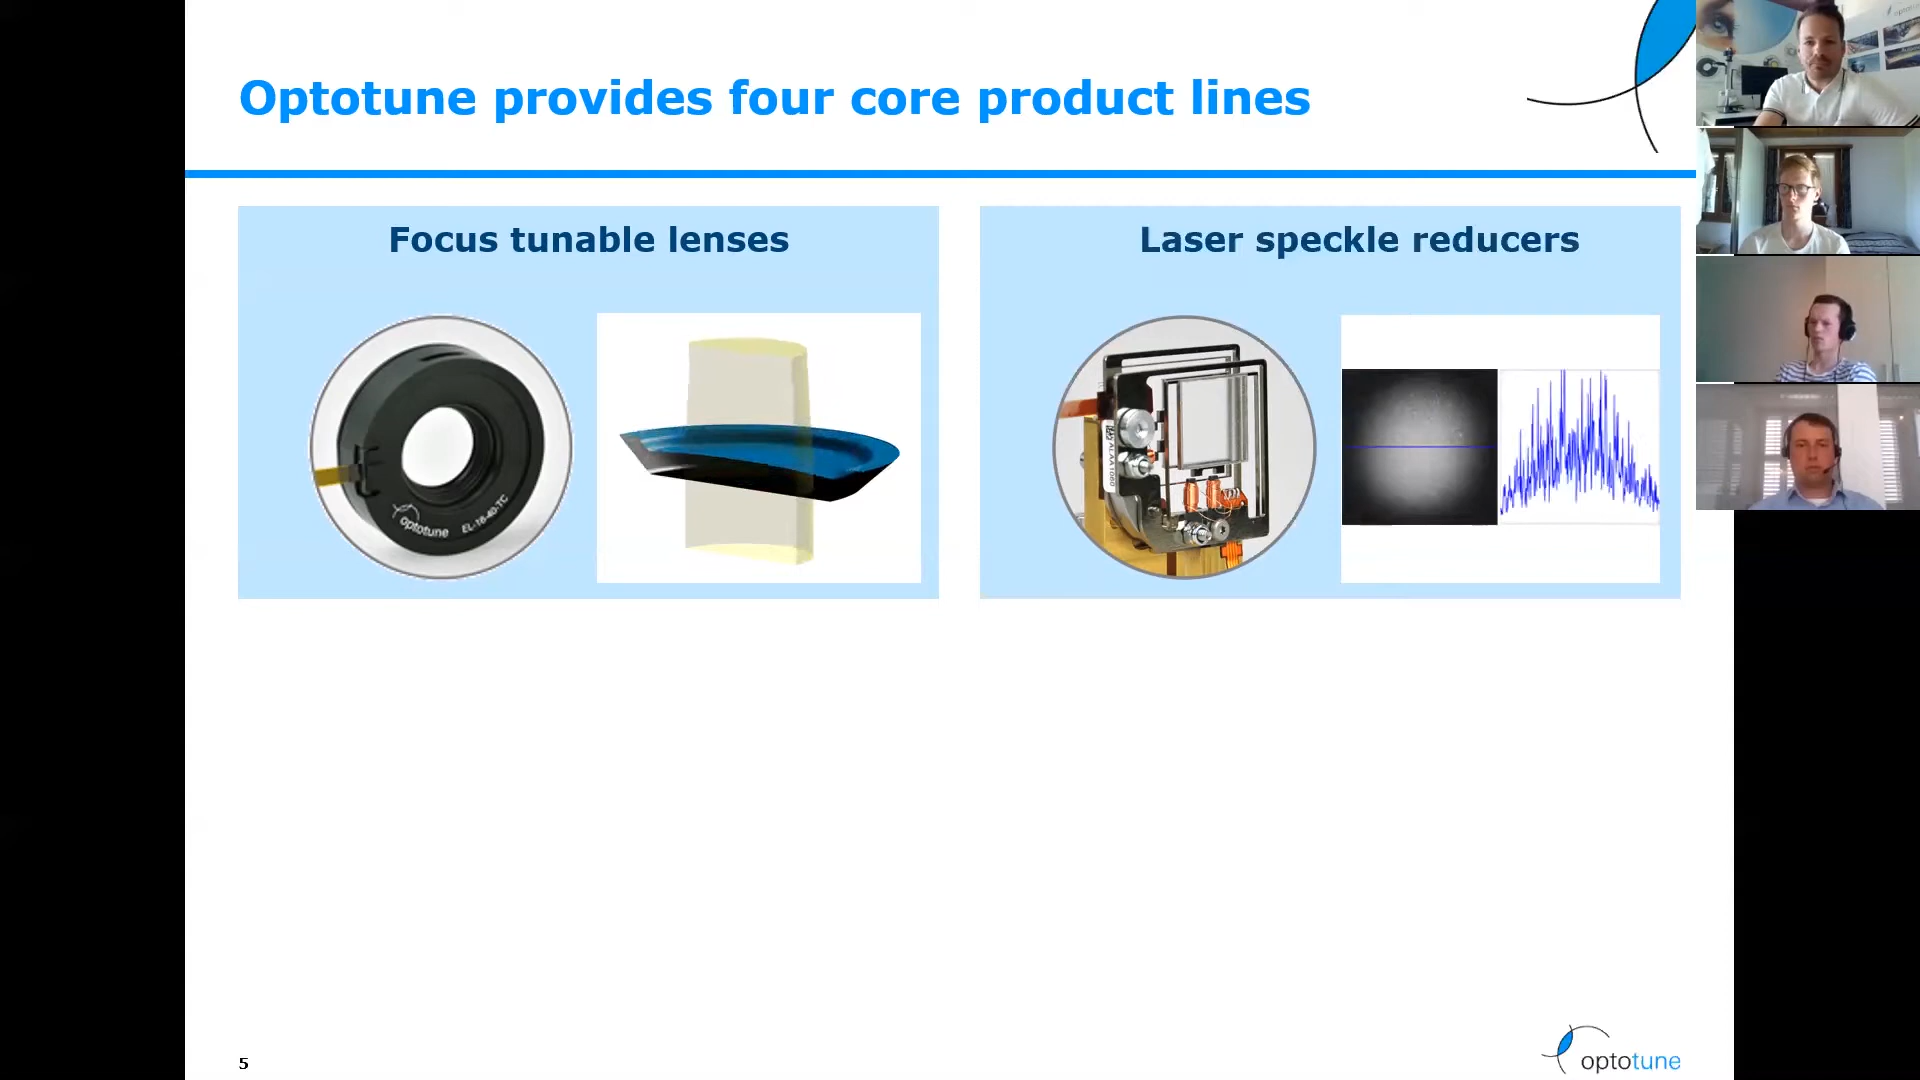 Optotune provides four core product lines
Focus tunable lenses
Laser speckle reducers
optotune
EL-16-40-TC
5
optotune